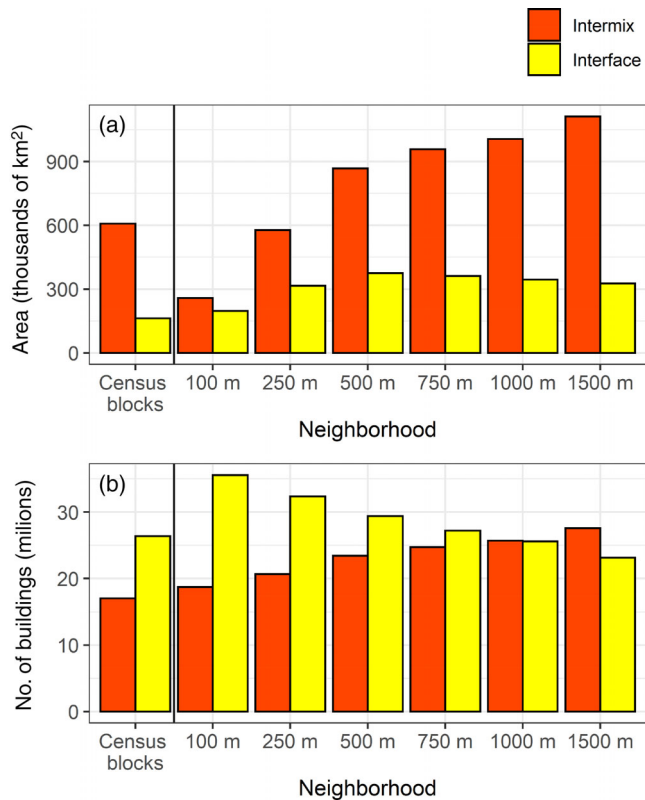 Intermix
Interface
(a)
Area (thousands of km²)
900
600
300
0
Census blocks
100 m
250 m
500 m
750 m
1000 m
1500 m
Neighborhood
(b)
No. of buildings (milions)
30
20
10
0
Census blocks
100 m
250 m
500 m
750 m
1000 m
1500 m
Neighborhood